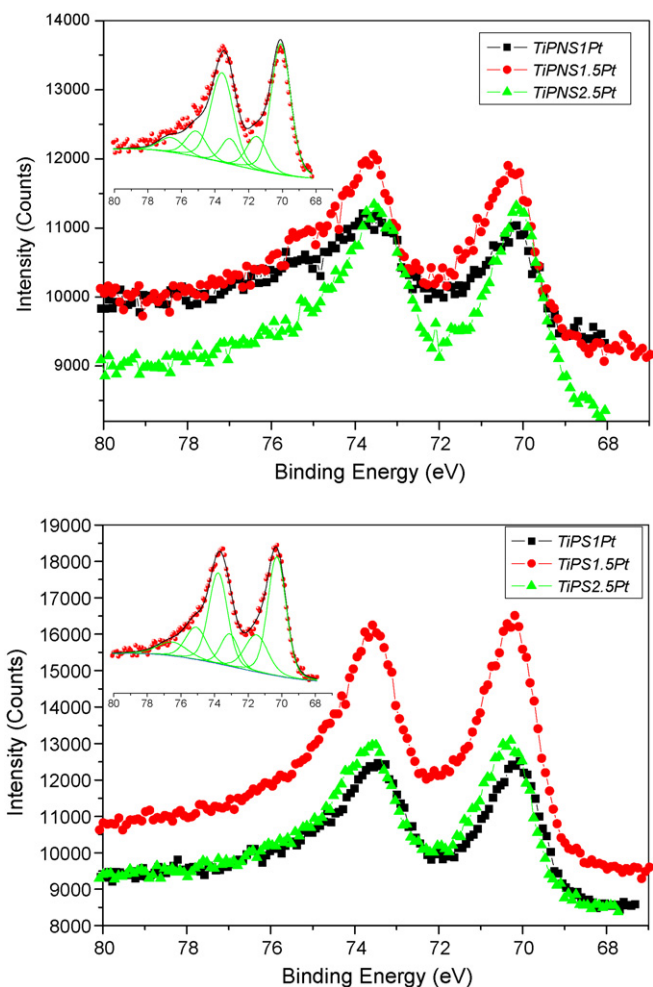 14000
13000
12000
11000
10000
9000
Intensity (Counts)
80 78 76 74 72 70 68
Binding Energy (eV)
TiPNS1Pt
TiPNS1.5Pt
TiPNS2.5Pt
80 78 76 74 72 70 68
19000
18000
17000
16000
15000
14000
13000
12000
11000
10000
9000
8000
Intensity (Counts)
80 78 76 74 72 70 68
Binding Energy (eV)
TiPS1Pt
TiPS1.5Pt
TiPS2.5Pt
80 78 76 74 72 70 68